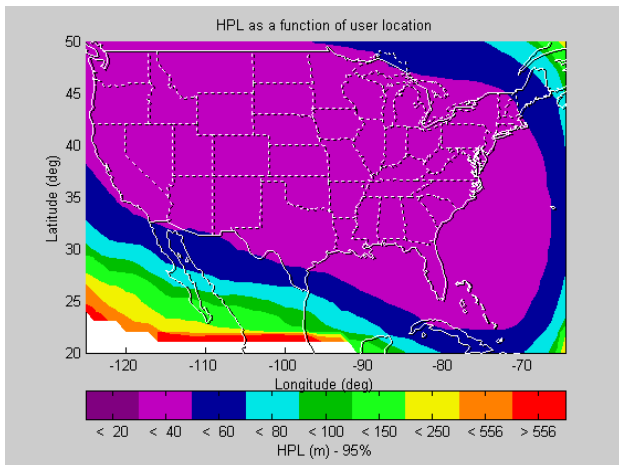 HPL as a function of user location
50
45
40
35
30
25
20
Latitude (deg)
-120 -110 -100 -90 -80 -70
Longitude (deg)
< 20 < 40 < 60 < 80 < 100 < 150 < 250 < 556 > 556
HPL (m) - 95%